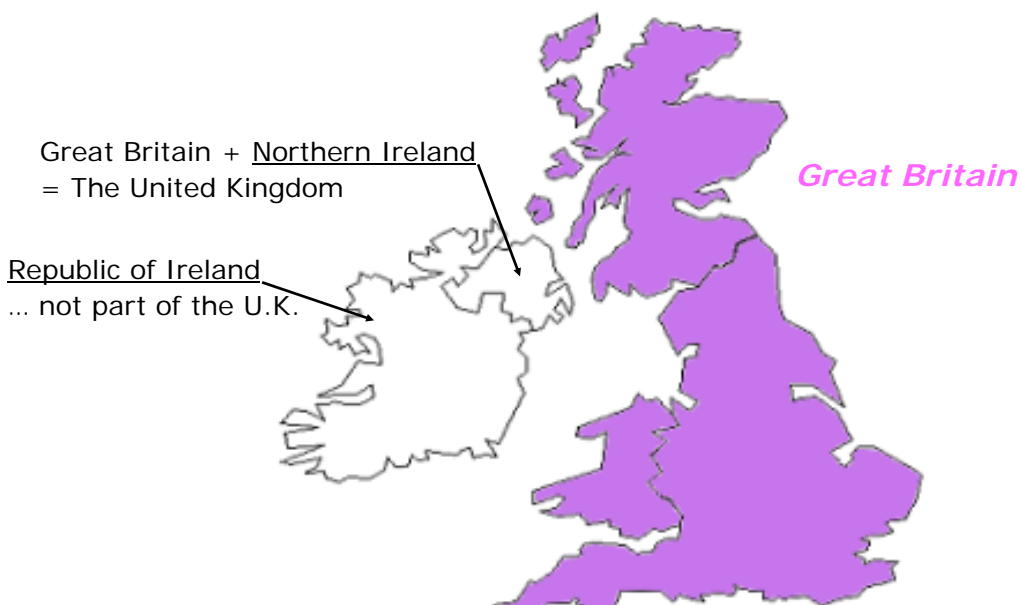 Great Britain + Northern Ireland
= The United Kingdom
Great Britain
Republic of Ireland
... not part of the U.K.